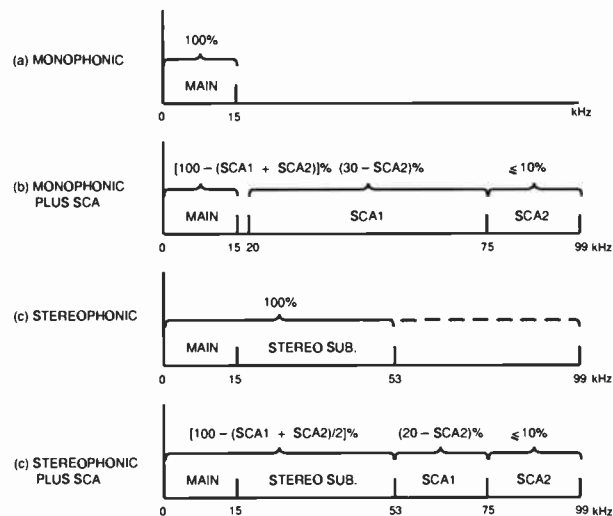 100%
(a) MONOPHONIC
MAIN
0 15 kHz
[100 – (SCA1 + SCA2)]% (30 – SCA2)% ≤ 10%
(b) MONOPHONIC
PLUS SCA
MAIN SCA1 SCA2
0 15 20 75 99 kHz
100%
(c) STEREOPHONIC
MAIN STEREO SUB.
0 15 53 99 kHz
[100 – (SCA1 + SCA2)/2]% (20 – SCA2)% ≤ 10%
(c) STEREOPHONIC
PLUS SCA
MAIN STEREO SUB. SCA1 SCA2
0 15 53 75 99 kHz